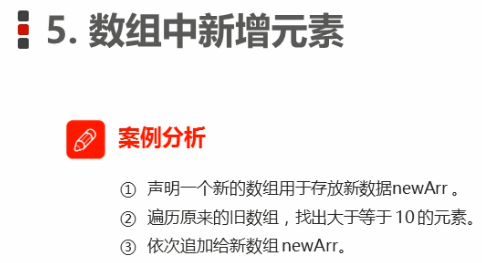 5. 数组中新增元素
案例分析
① 声明一个新的数组用于存放新数据newArr 。
② 遍历原来的旧数组，找出大于等于 10 的元素。
③ 依次追加给新数组 newArr。